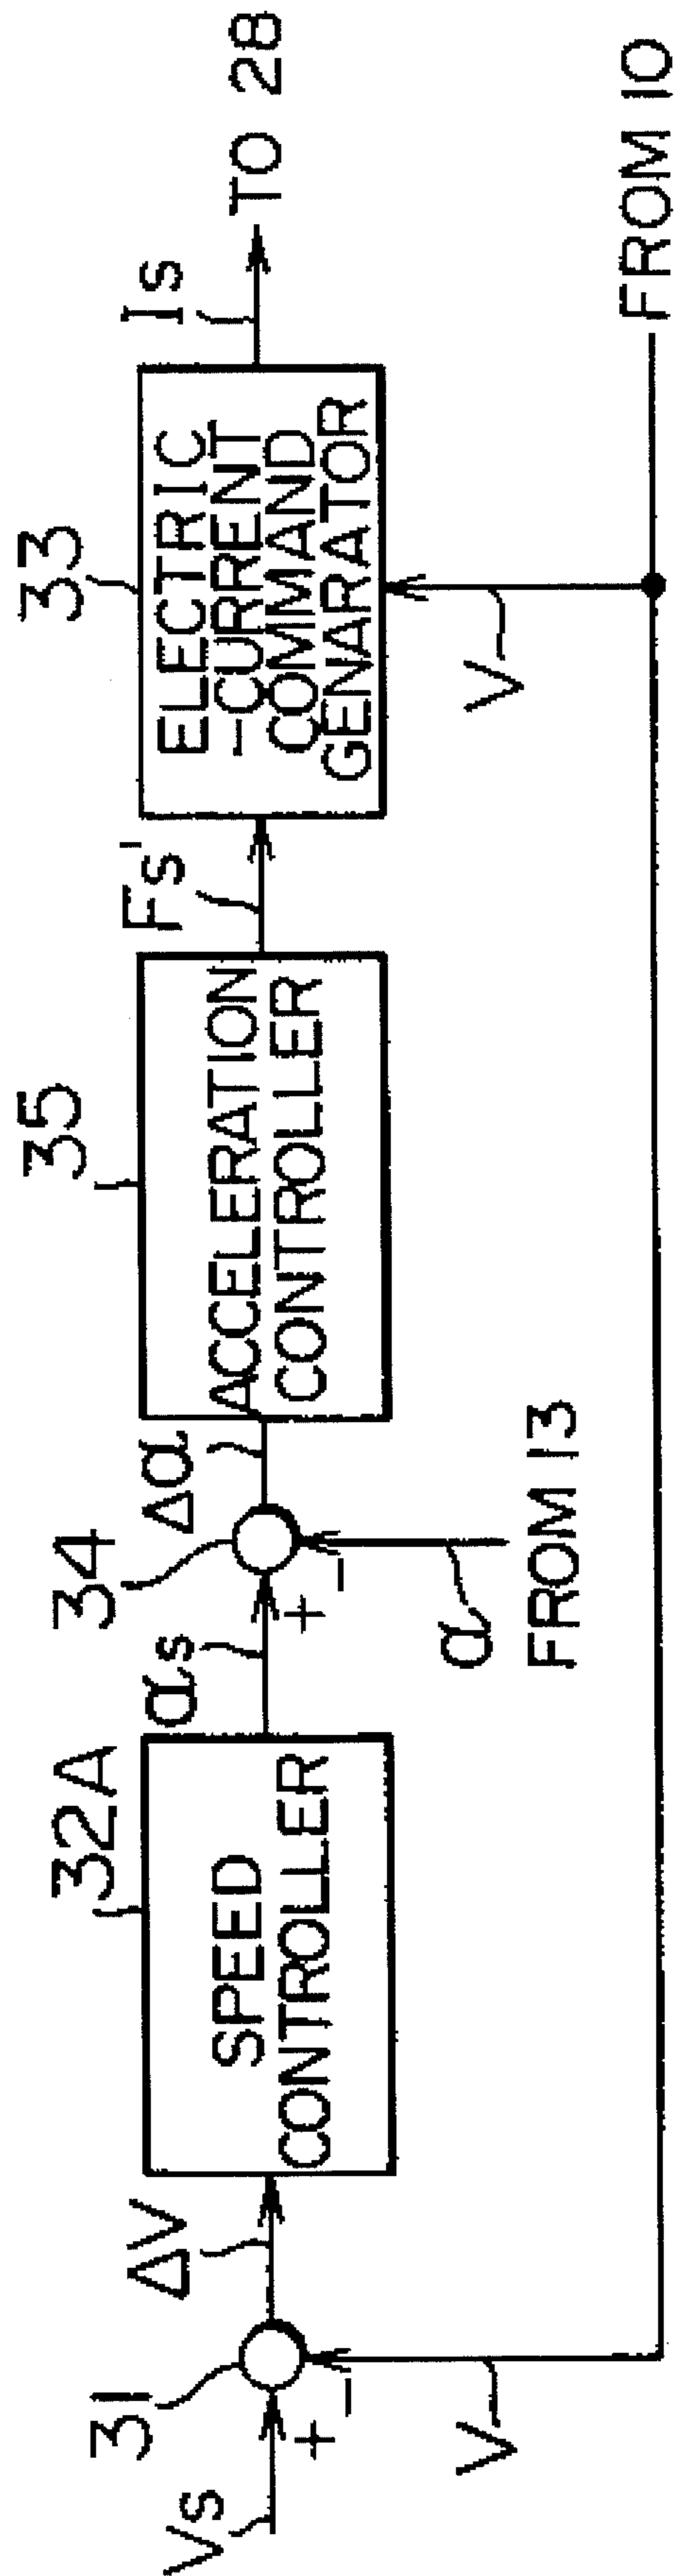 Vs
+
-
31
ΔV
V
32A
SPEED
CONTROLLER
αs
+
-
34
Δα
α
FROM 13
35
ACCELERATION
CONTROLLER
Fs'
33
ELECTRIC
-CURRENT
COMMAND
GENARATOR
V
Is
TO 28
FROM 10